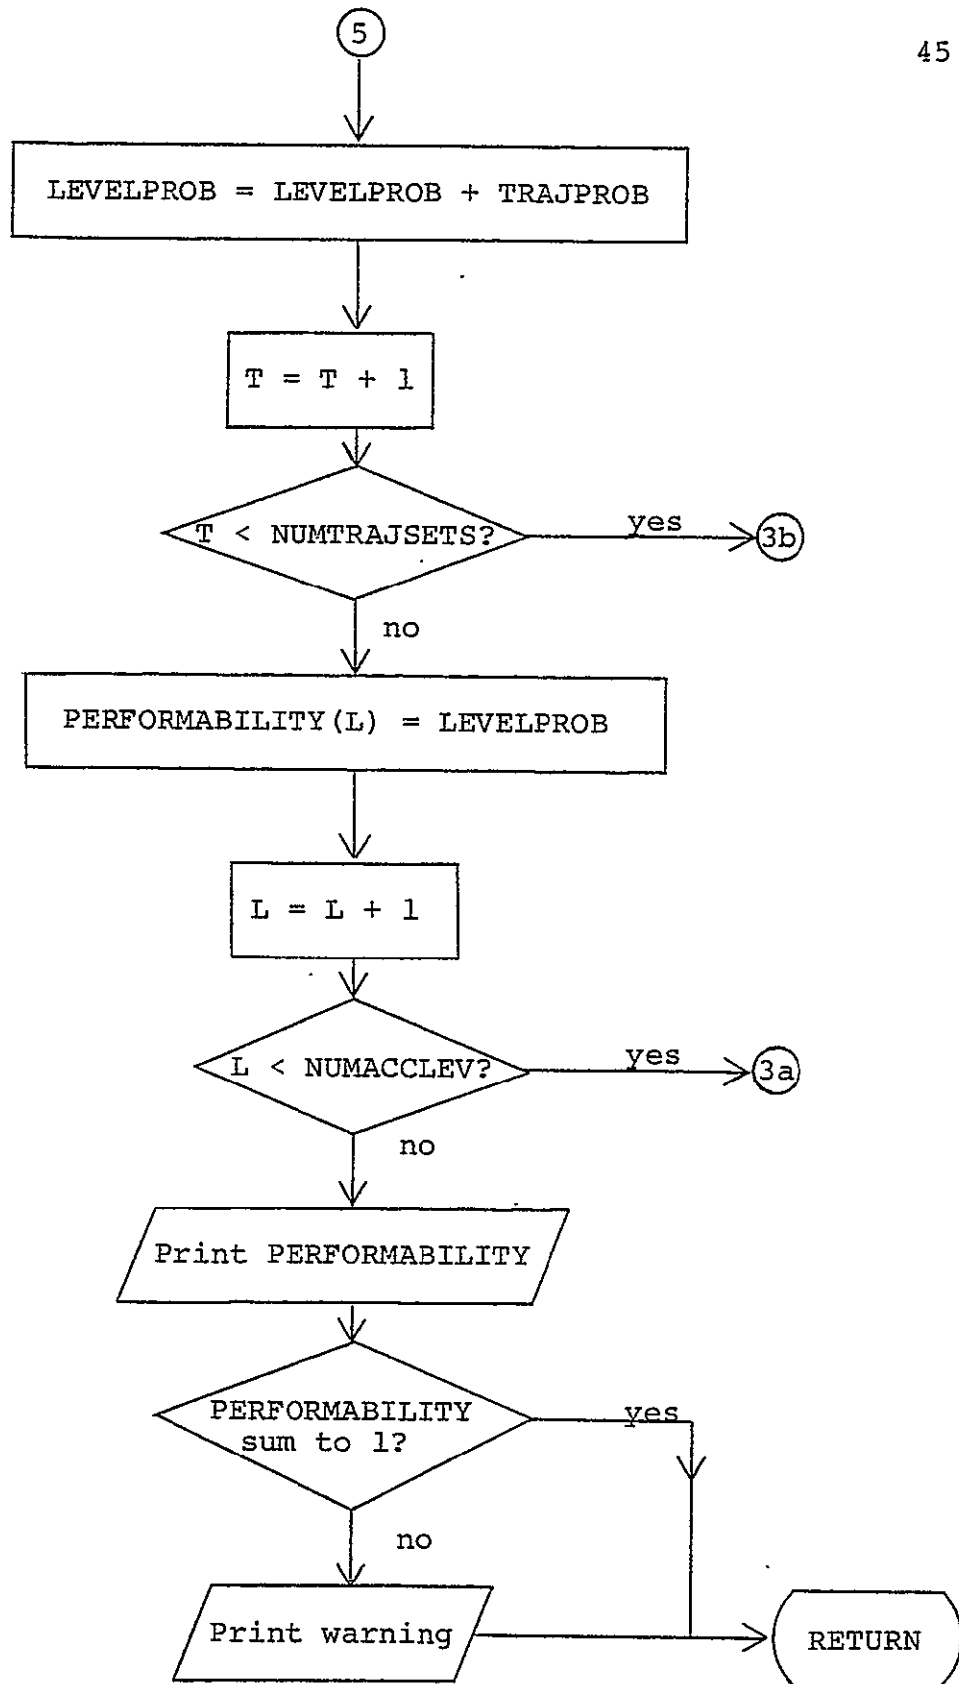 5
45
LEVELPROB = LEVELPROB + TRAJPROB
T = T + 1
T < NUMTRAJSETS?
yes
3b
no
PERFORMABILITY(L) = LEVELPROB
L = L + 1
L < NUMACCLEV?
yes
3a
no
Print PERFORMABILITY
PERFORMABILITY
sum to 1?
yes
no
Print warning
RETURN